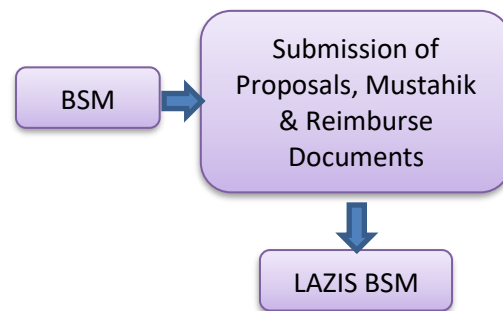 BSM
Submission of
Proposals, Mustahik
& Reimburse
Documents
LAZIS BSM